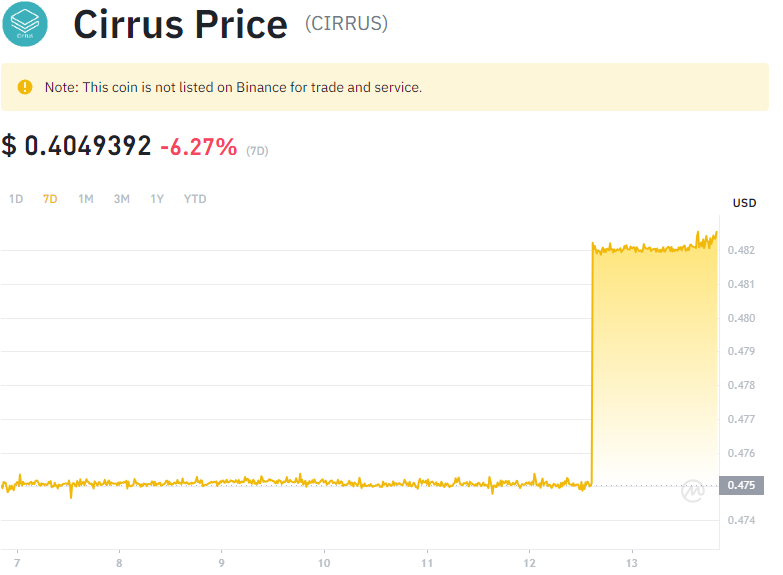 Cirrus Price (CIRRUS)
Cirrus
Note: This coin is not listed on Binance for trade and service.
$ 0.4049392 -6.27% (7D)
1D 7D 1M 3M 1Y YTD
USD
0.482
0.481
0.480
0.479
0.478
0.477
0.476
0.475
0.474
7 8 9 10 11 12 13